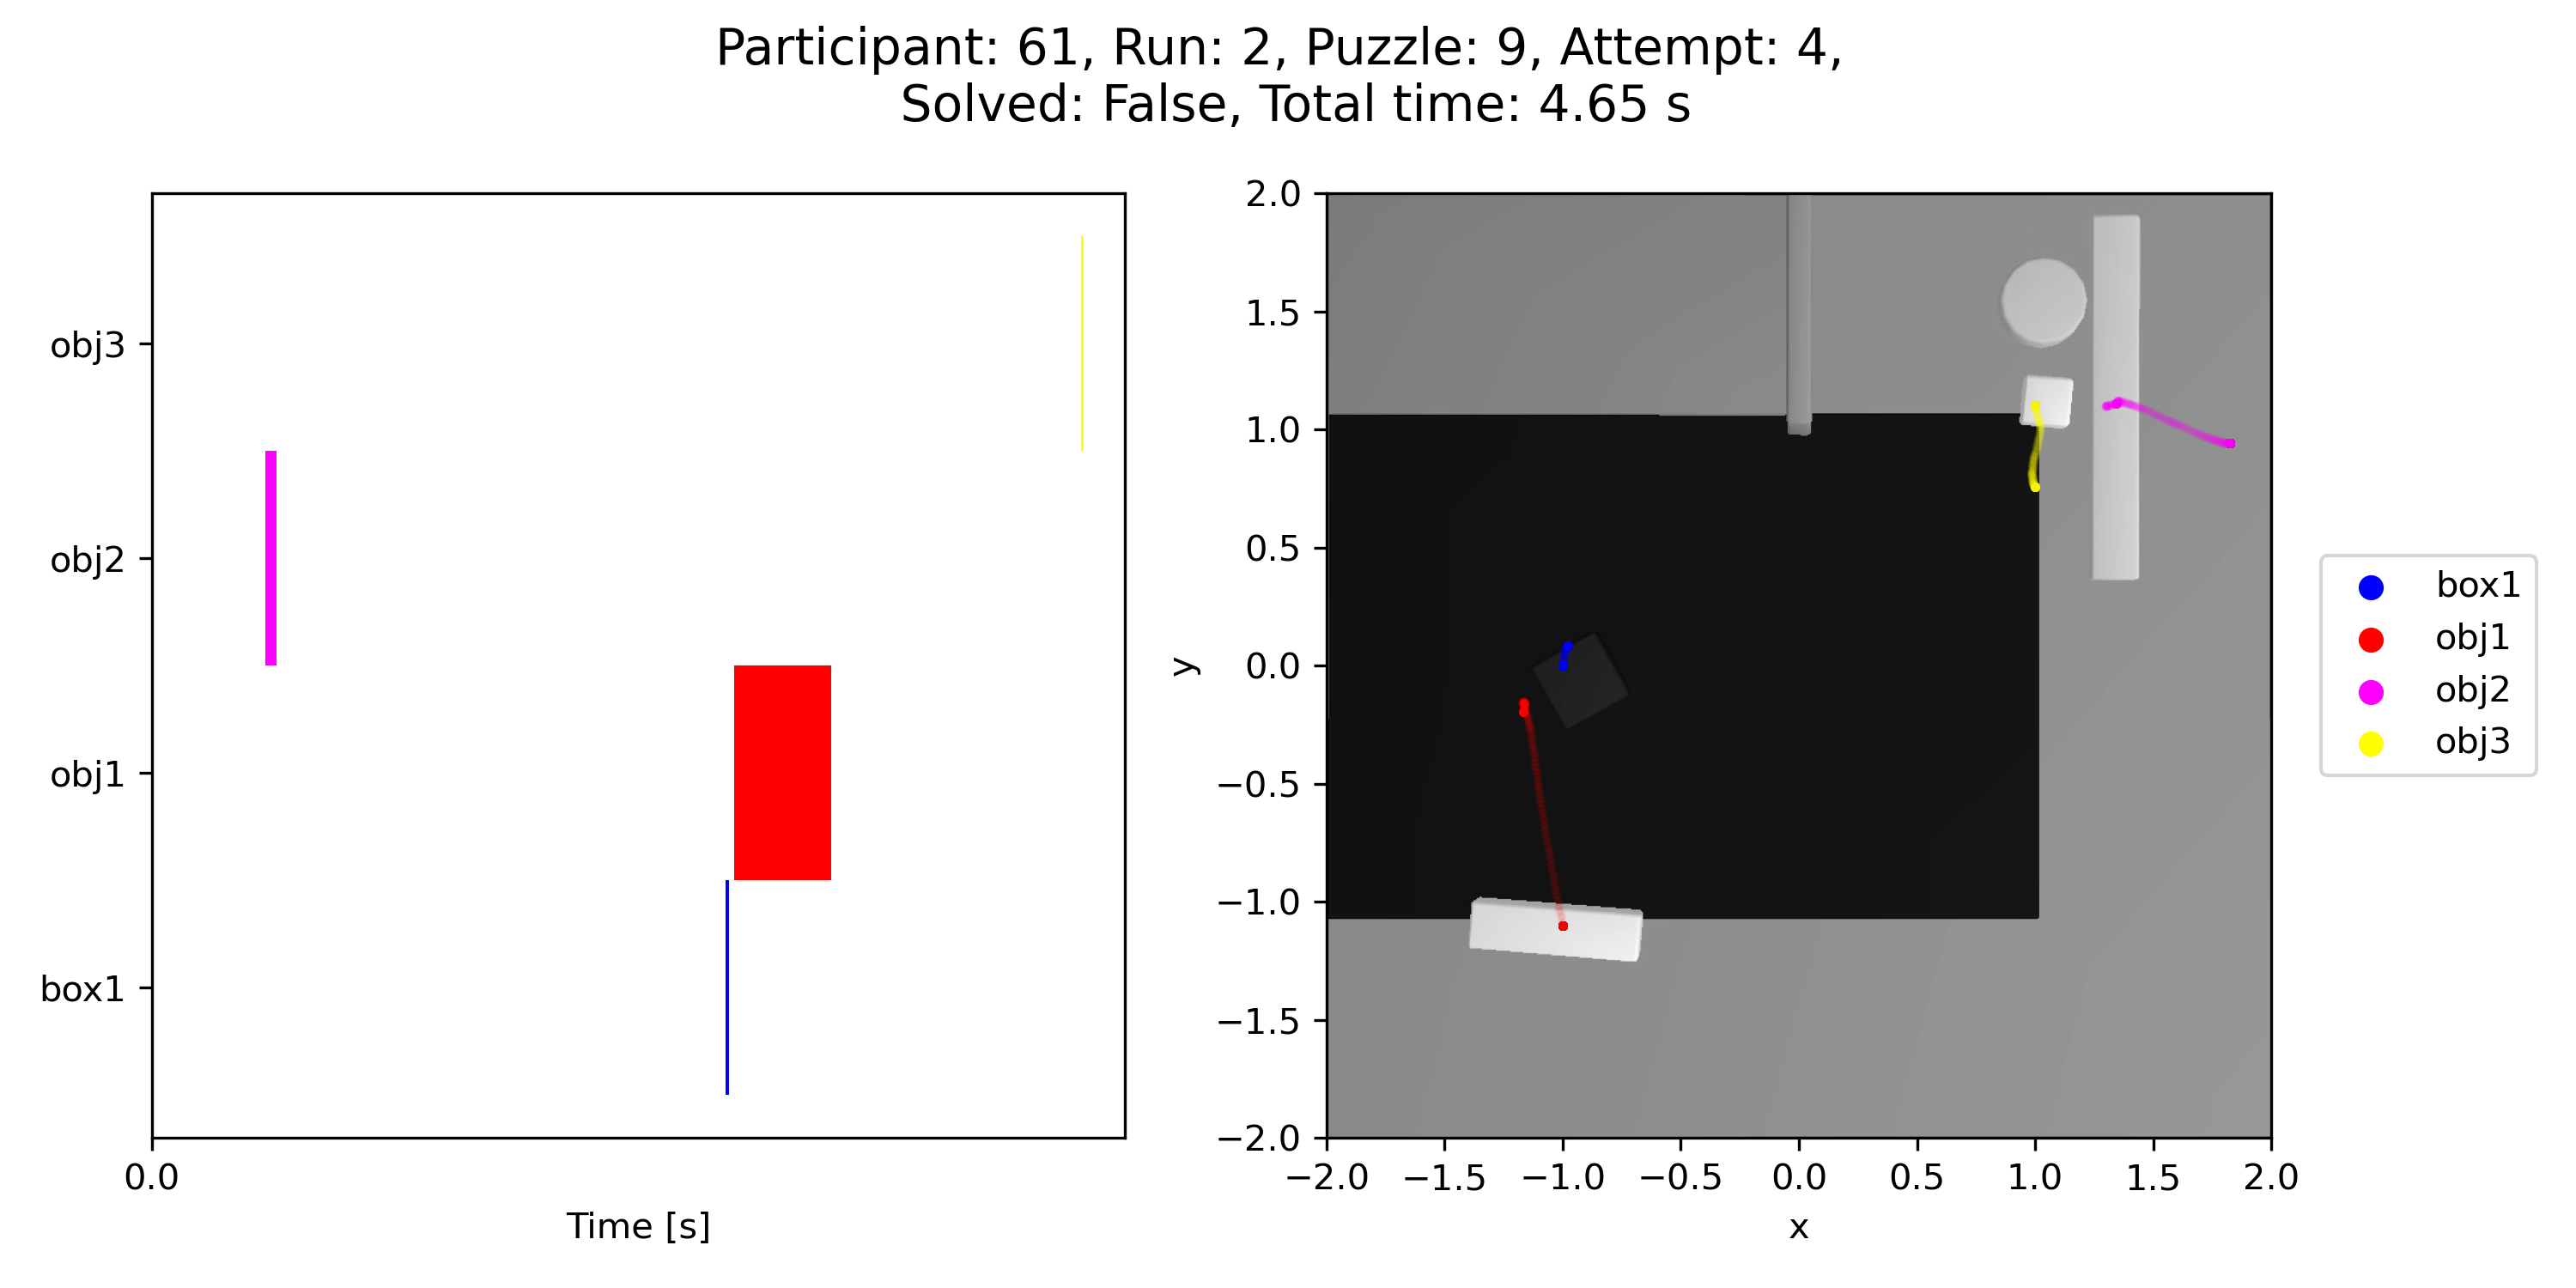 Participant: 61, Run: 2, Puzzle: 9, Attempt: 4,
Solved: False, Total time: 4.65 s
obj3
obj2
obj1
box1
0.0
Time [s]
2.0
1.5
1.0
0.5
0.0
−0.5
−1.0
−1.5
−2.0
y
−2.0 −1.5 −1.0 −0.5 0.0 0.5 1.0 1.5 2.0
x
box1
obj1
obj2
obj3